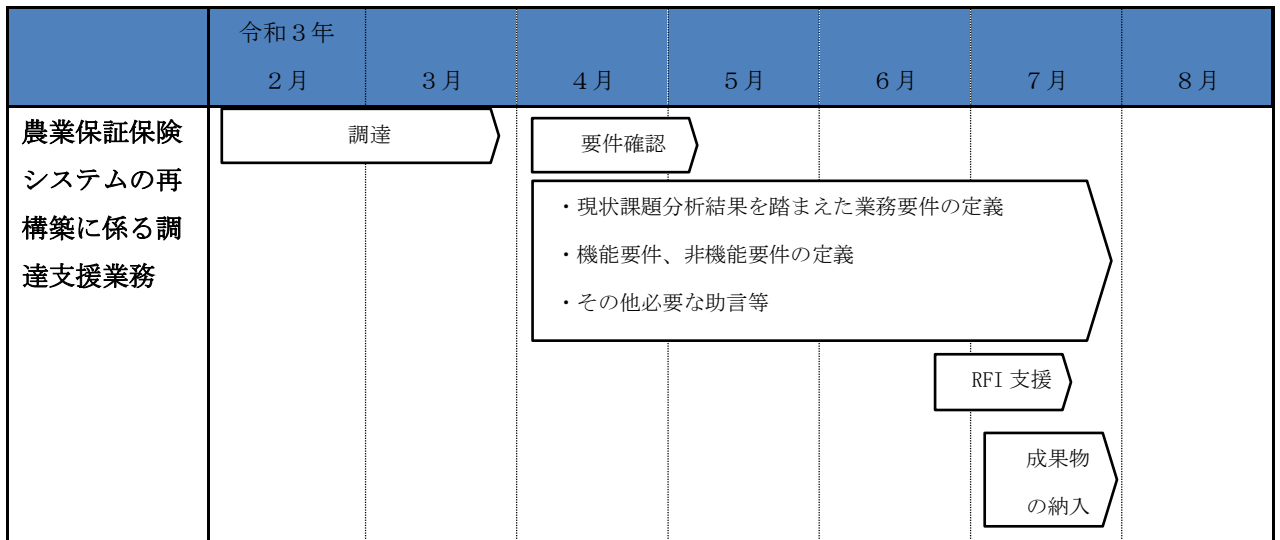 令和３年
２月 ３月 ４月 ５月 ６月 ７月 ８月
農業保証保険
システムの再
構築に係る調
達支援業務
調達
要件確認
・現状課題分析結果を踏まえた業務要件の定義
・機能要件、非機能要件の定義
・その他必要な助言等
RFI 支援
成果物
の納入